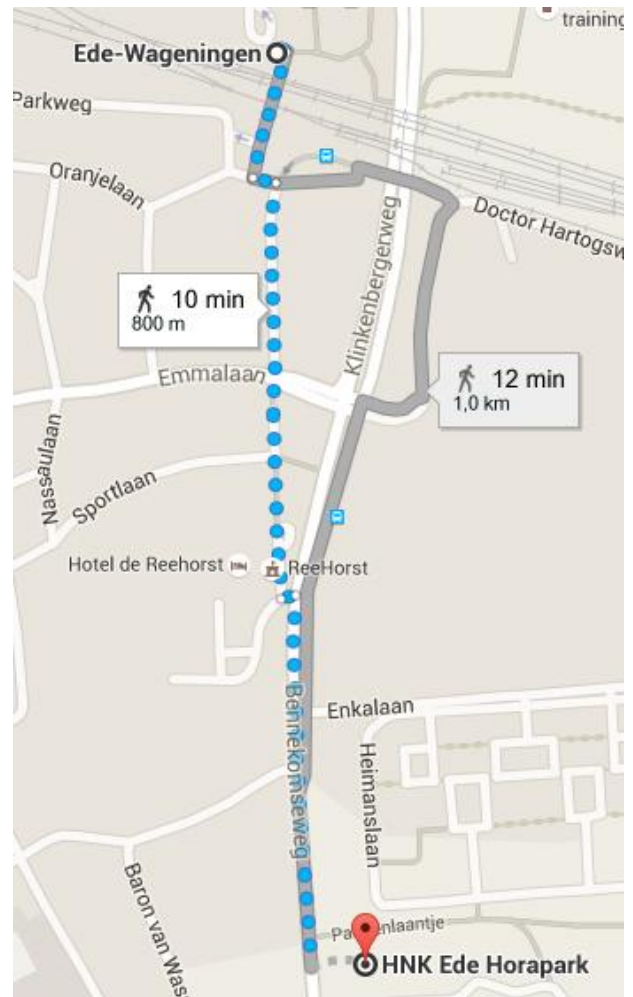 training
Ede-Wageningen
Parkweg
Oranjelaan
Doctor Hartogsw
Klinkenbergerweg
10 min
800 m
Emmalaan
12 min
1,0 km
Nassaulaan
Sportlaan
Hotel de Reehorst
ReeHorst
Bennekomseweg
Enkalaan
Heimanslaan
Baron van Wass
HNK Ede Horapark